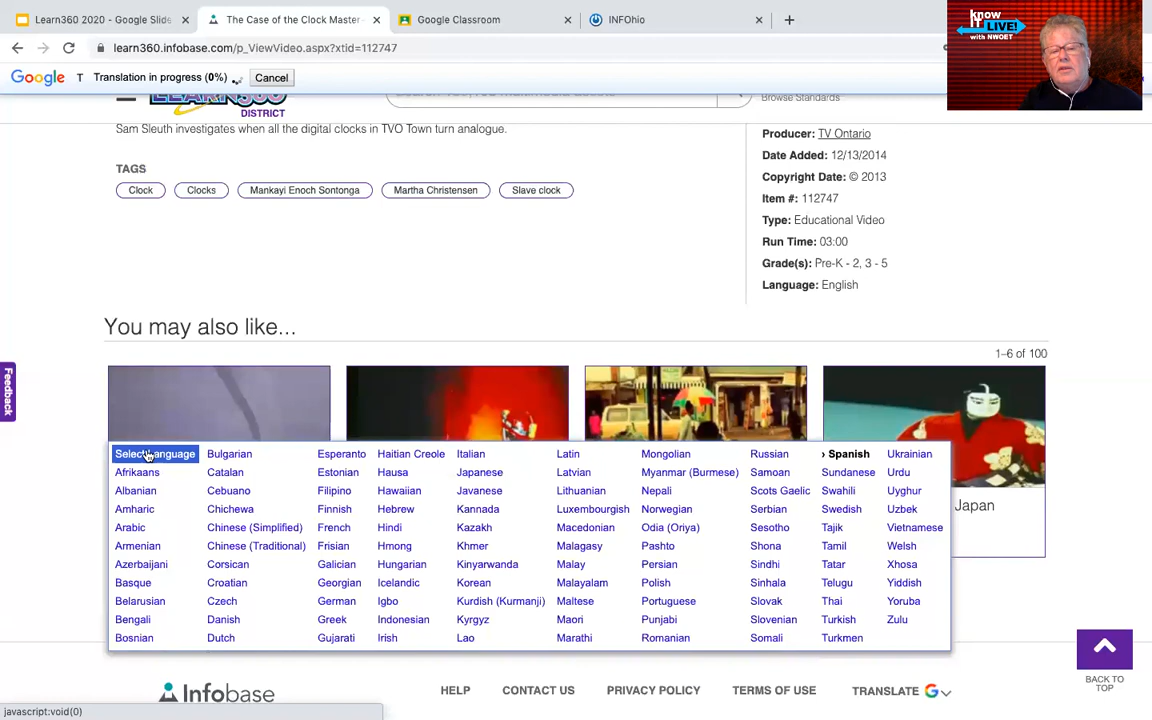 Learn360 2020 - Google Slide
The Case of the Clock Master
Google Classroom
INFOhio
learn360.infobase.com/p_ViewVideo.aspx?xtid=112747
Google T Translation in progress (0%) Cancel
know
IT LIVE!
with NWOET
LEARN360
DISTRICT
Browse Standards
Sam Sleuth investigates when all the digital clocks in TVO Town turn analogue.
TAGS
Clock Clocks Mankayi Enoch Sontonga Martha Christensen Slave clock
Producer: TV Ontario
Date Added: 12/13/2014
Copyright Date: © 2013
Item #: 112747
Type: Educational Video
Run Time: 03:00
Grade(s): Pre-K - 2, 3 - 5
Language: English
You may also like...
1–6 of 100
Feedback
Select Language Bulgarian Esperanto Haitian Creole Italian Latin Mongolian Russian › Spanish Ukrainian
Afrikaans Catalan Estonian Hausa Japanese Latvian Myanmar (Burmese) Samoan Sundanese Urdu
Albanian Cebuano Filipino Hawaiian Javanese Lithuanian Nepali Scots Gaelic Swahili Uyghur
Amharic Chichewa Finnish Hebrew Kannada Luxembourgish Norwegian Serbian Swedish Uzbek
Arabic Chinese (Simplified) French Hindi Kazakh Macedonian Odia (Oriya) Sesotho Tajik Vietnamese
Armenian Chinese (Traditional) Frisian Hmong Khmer Malagasy Pashto Shona Tamil Welsh
Azerbaijani Corsican Galician Hungarian Kinyarwanda Malay Persian Sindhi Tatar Xhosa
Basque Croatian Georgian Icelandic Korean Malayalam Polish Sinhala Telugu Yiddish
Belarusian Czech German Igbo Kurdish (Kurmanji) Maltese Portuguese Slovak Thai Yoruba
Bengali Danish Greek Indonesian Kyrgyz Maori Punjabi Slovenian Turkish Zulu
Bosnian Dutch Gujarati Irish Lao Marathi Romanian Somali Turkmen
Japan
BACK TO
TOP
Infobase HELP CONTACT US PRIVACY POLICY TERMS OF USE TRANSLATE G
javascript:void(0)